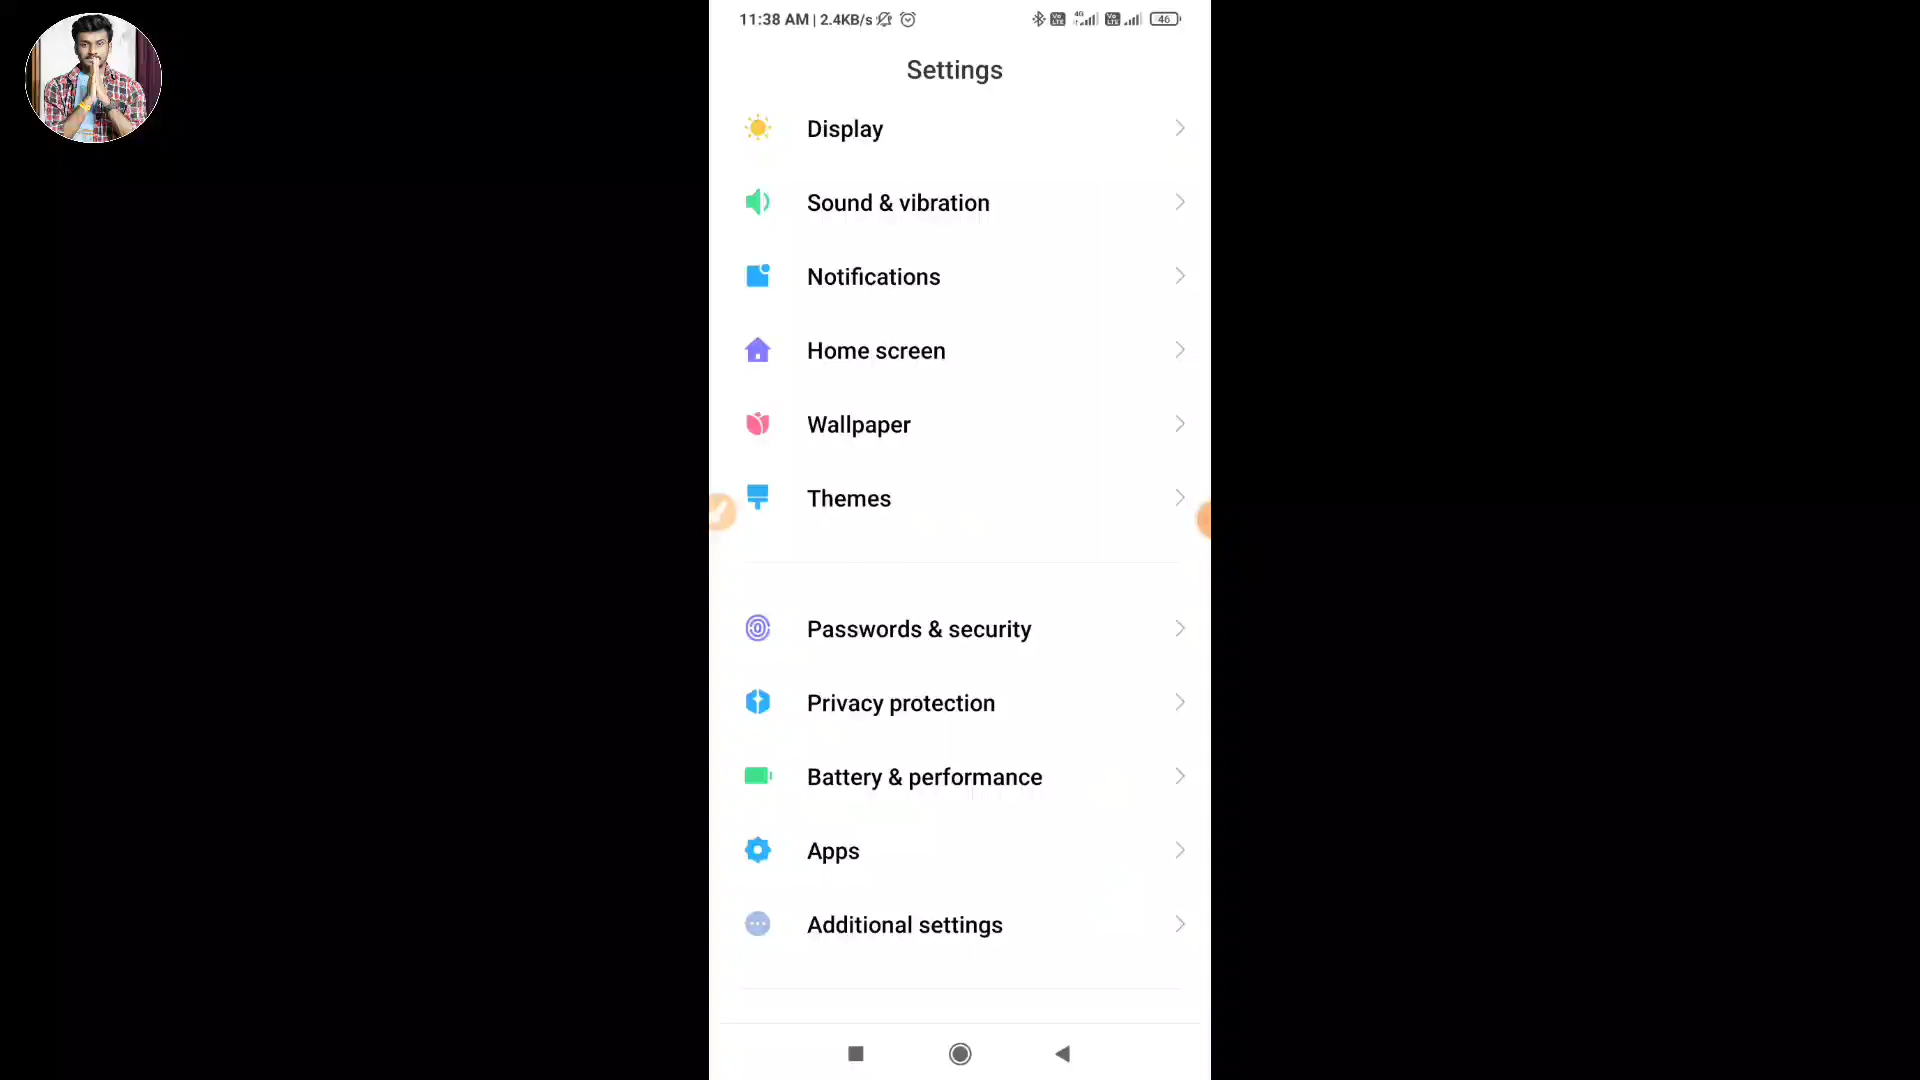 11:38 AM | 2.4KB/s 4G 46
Settings
Display
Sound & vibration
Notifications
Home screen
Wallpaper
Themes
Passwords & security
Privacy protection
Battery & performance
Apps
Additional settings